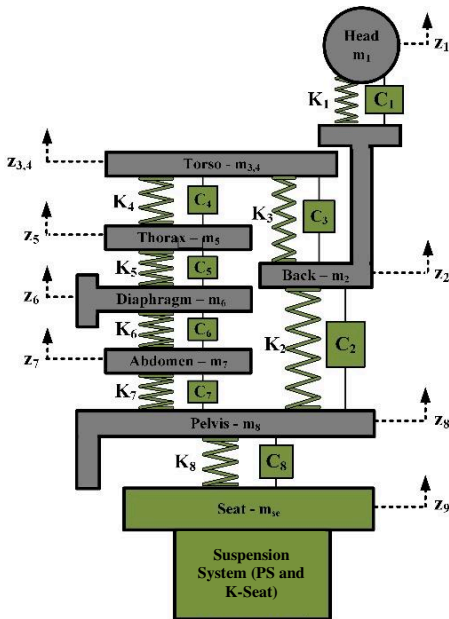 Head
m₁
z₁
K₁
C₁
z₃,₄
Torso – m₃,₄
K₄
C₄
K₃
C₃
z₅
Thorax – m₅
K₅
C₅
z₆
Diaphragm – m₆
Back – m₂
z₂
K₆
C₆
K₂
C₂
z₇
Abdomen – m₇
K₇
C₇
Pelvis - m₈
z₈
K₈
C₈
Seat - mₛₑ
z₉
Suspension
System (PS and
K-Seat)